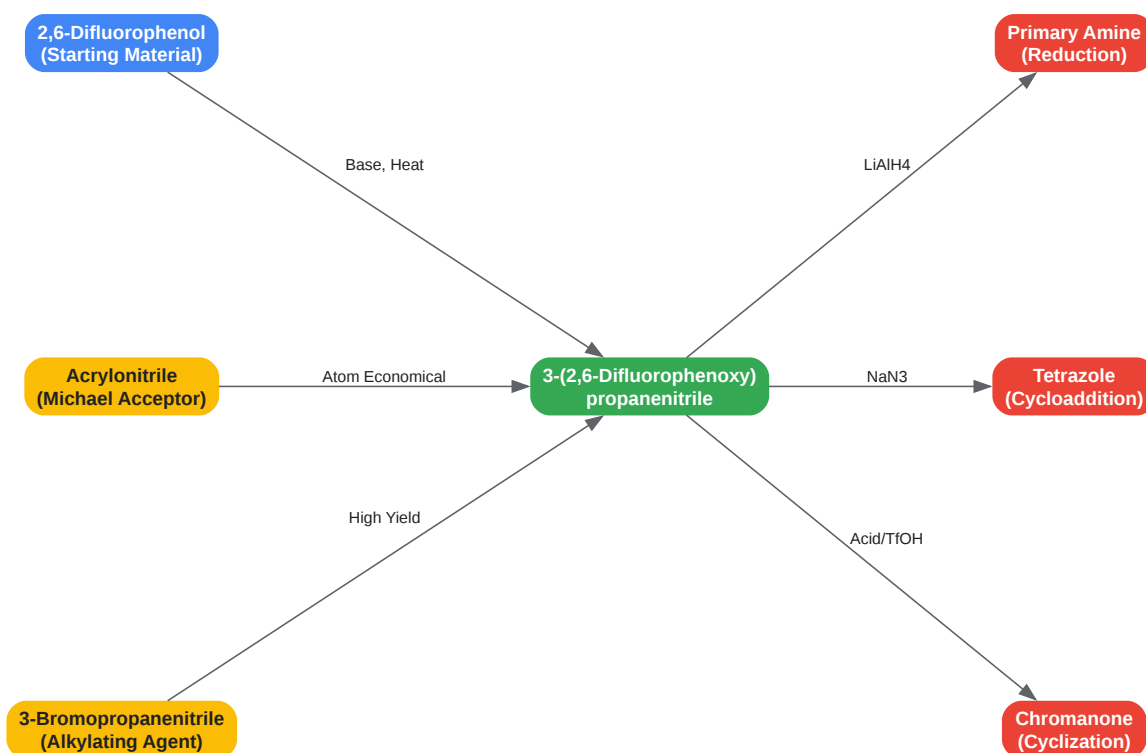 2,6-Difluorophenol
(Starting Material)
Primary Amine
(Reduction)
Base, Heat
LiAlH4
Acrylonitrile
(Michael Acceptor)
Atom Economical
3-(2,6-Difluorophenoxy)
propanenitrile
NaN3
Tetrazole
(Cycloaddition)
High Yield
Acid/TfOH
3-Bromopropanenitrile
(Alkylating Agent)
Chromanone
(Cyclization)